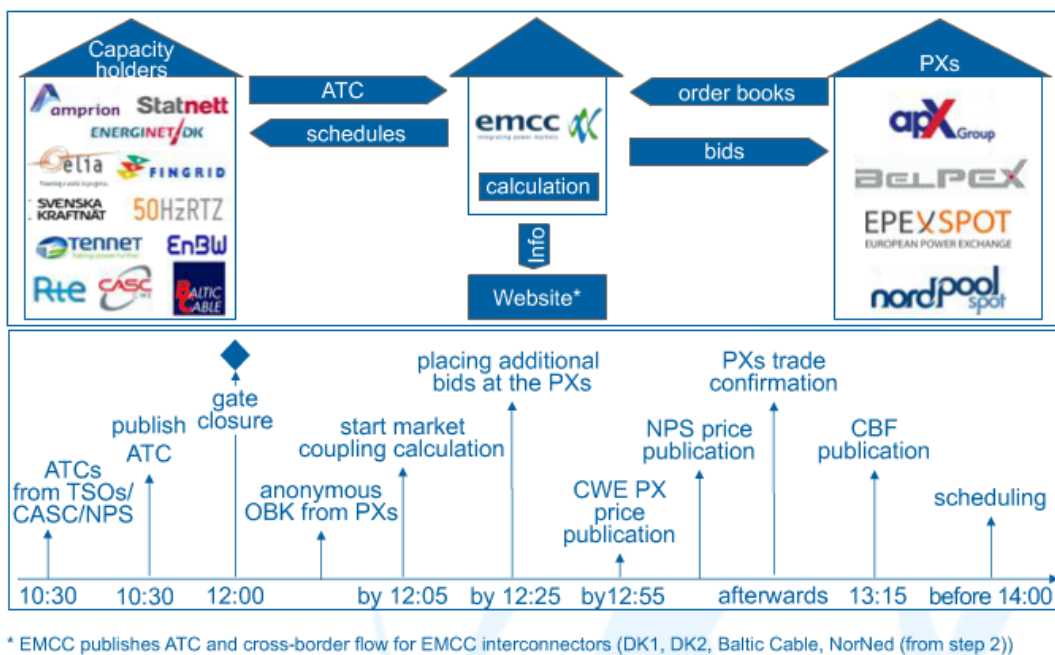 Capacity
holders
amprion
Statnett
ENERGINET/DK
elia
FINGRID
SVENSKA
KRAFTNÄT
50HERTZ
TENNET
EnBW
Rte
CASC
CWE
BALTIC
CABLE
ATC
schedules
emcc
integrating power markets
calculation
Info
Website*
order books
bids
PXs
apX Group
BELPEX
EPEXSPOT
EUROPEAN POWER EXCHANGE
nordpool
spot
ATCs
from TSOs/
CASC/NPS
publish
ATC
gate
closure
anonymous
OBK from PXs
start market
coupling calculation
placing additional
bids at the PXs
CWE PX
price
publication
NPS price
publication
PXs trade
confirmation
CBF
publication
scheduling
10:30
10:30
12:00
by 12:05
by 12:25
by12:55
afterwards
13:15
before 14:00
* EMCC publishes ATC and cross-border flow for EMCC interconnectors (DK1, DK2, Baltic Cable, NorNed (from step 2))